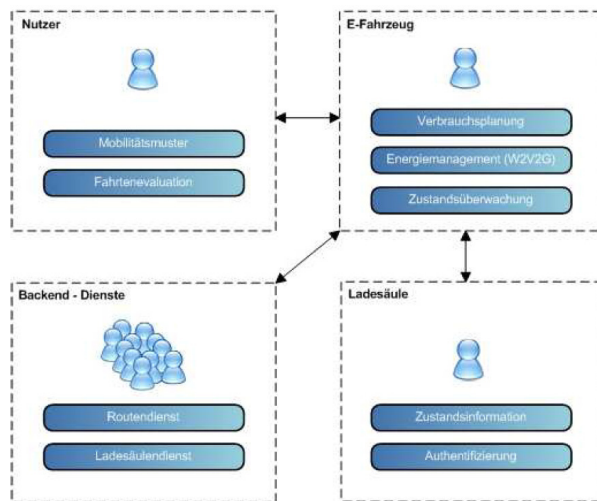 Nutzer
Mobilitätsmuster
Fahrtenevaluation
E-Fahrzeug
Verbrauchsplanung
Energiemanagement (W2V2G)
Zustandsüberwachung
Backend - Dienste
Routendienst
Ladesäulendienst
Ladesäule
Zustandsinformation
Authentifizierung